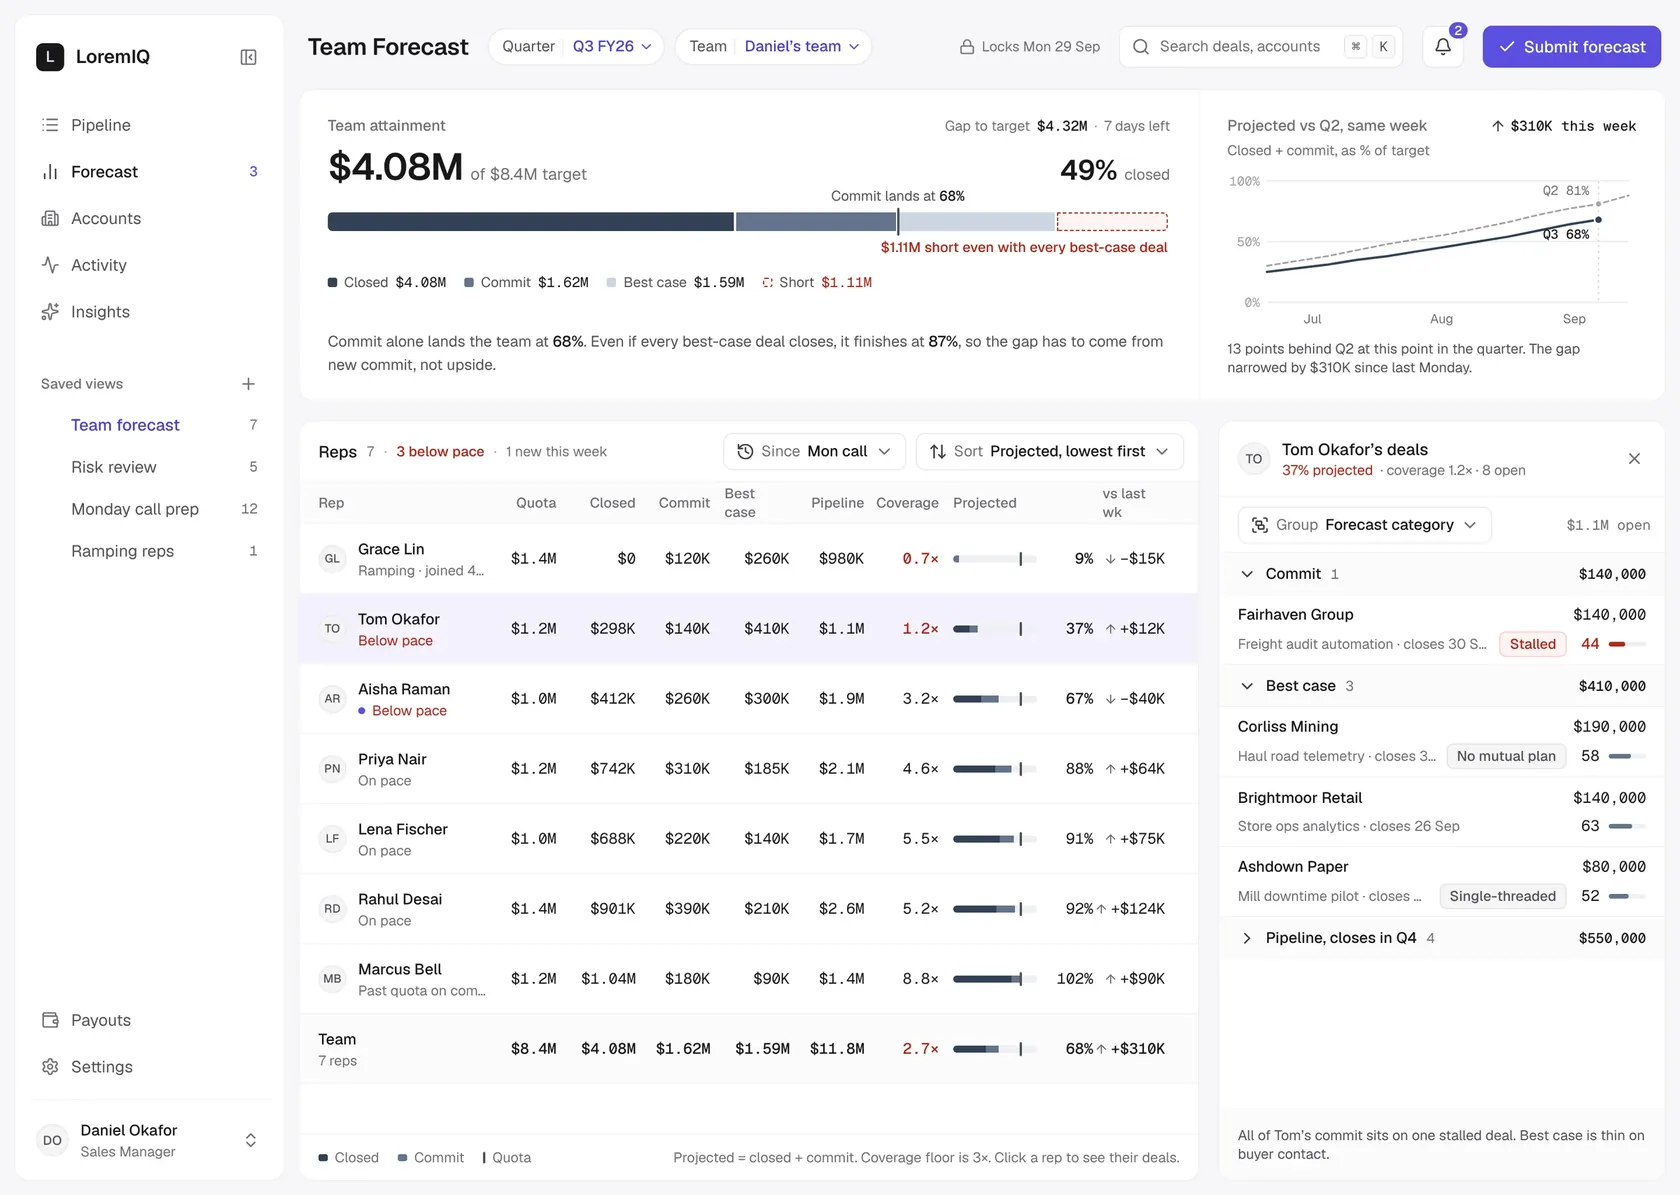 L LoremIQ
Pipeline
Forecast 3
Accounts
Activity
Insights
Saved views
Team forecast 7
Risk review 5
Monday call prep 12
Ramping reps 1
Payouts
Settings
DO Daniel Okafor
Sales Manager
Team Forecast
Quarter Q3 FY26
Team Daniel's team
Locks Mon 29 Sep
Search deals, accounts ⌘ K
2
Submit forecast
Team attainment
Gap to target $4.32M · 7 days left
$4.08M of $8.4M target
49% closed
Commit lands at 68%
$1.11M short even with every best-case deal
Closed $4.08M Commit $1.62M Best case $1.59M Short $1.11M
Commit alone lands the team at 68%. Even if every best-case deal closes, it finishes at 87%, so the gap has to come from
new commit, not upside.
Projected vs Q2, same week ↑ $310K this week
Closed + commit, as % of target
100%
Q2 81%
50%
Q3 68%
0%
Jul Aug Sep
13 points behind Q2 at this point in the quarter. The gap
narrowed by $310K since last Monday.
Reps 7 · 3 below pace · 1 new this week
Since Mon call
Sort Projected, lowest first
Rep Quota Closed Commit Best case Pipeline Coverage Projected vs last wk
GL Grace Lin $1.4M $0 $120K $260K $980K 0.7× 9% ↓ −$15K
Ramping · joined 4…
TO Tom Okafor $1.2M $298K $140K $410K $1.1M 1.2× 37% ↑ +$12K
Below pace
AR Aisha Raman $1.0M $412K $260K $300K $1.9M 3.2× 67% ↓ −$40K
Below pace
PN Priya Nair $1.2M $742K $310K $185K $2.1M 4.6× 88% ↑ +$64K
On pace
LF Lena Fischer $1.0M $688K $220K $140K $1.7M 5.5× 91% ↑ +$75K
On pace
RD Rahul Desai $1.4M $901K $390K $210K $2.6M 5.2× 92% ↑ +$124K
On pace
MB Marcus Bell $1.2M $1.04M $180K $90K $1.4M 8.8× 102% ↑ +$90K
Past quota on com…
Team $8.4M $4.08M $1.62M $1.59M $11.8M 2.7× 68% ↑ +$310K
7 reps
Closed Commit Quota
Projected = closed + commit. Coverage floor is 3×. Click a rep to see their deals.
TO Tom Okafor's deals
37% projected · coverage 1.2× · 8 open
Group Forecast category
$1.1M open
Commit 1 $140,000
Fairhaven Group $140,000
Freight audit automation · closes 30 S… Stalled 44
Best case 3 $410,000
Corliss Mining $190,000
Haul road telemetry · closes 3… No mutual plan 58
Brightmoor Retail $140,000
Store ops analytics · closes 26 Sep 63
Ashdown Paper $80,000
Mill downtime pilot · closes … Single-threaded 52
Pipeline, closes in Q4 4 $550,000
All of Tom's commit sits on one stalled deal. Best case is thin on
buyer contact.